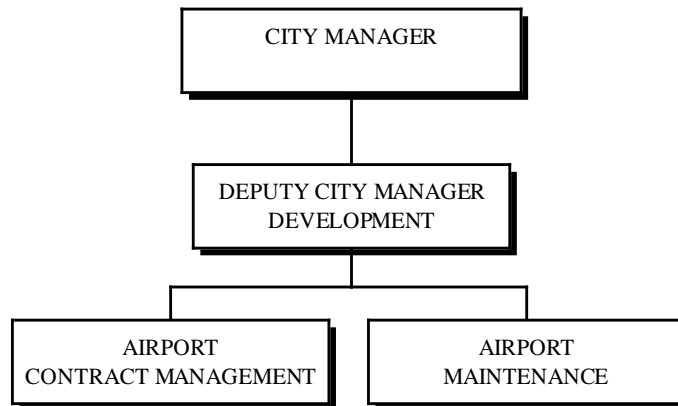 CITY MANAGER
DEPUTY CITY MANAGER
DEVELOPMENT
AIRPORT
CONTRACT MANAGEMENT
AIRPORT
MAINTENANCE